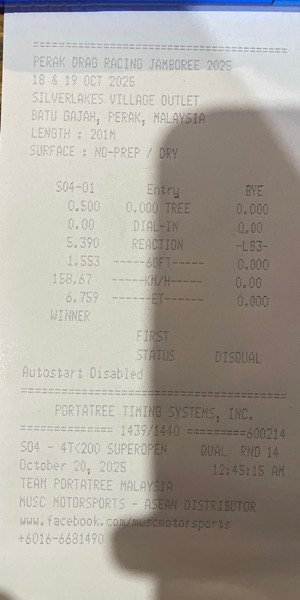 ================================
PERAK DRAG RACING JAMBOREE 2025
18 & 19 OCT 2025
SILVERLAKES VILLAGE OUTLET
BATU GAJAH, PERAK, MALAYSIA
LENGTH : 201M
SURFACE : NO-PREP / DRY
S04-01 Entry BYE
0.500 0.000 TREE 0.000
0.00 DIAL-IN 0.00
5.390 REACTION -L83-
1.553 -----60FT----- 0.000
158.67 -----KM/H----- 0.00
6.759 ------ET------ 0.000
WINNER
FIRST
STATUS DISQUAL
Autostart Disabled
================================
PORTATREE TIMING SYSTEMS, INC.
============= 1439/1440 =========600214
S04 - 4T<200 SUPEROPEN QUAL RND 14
October 20, 2025 12:45:15 AM
TEAM PORTATREE MALAYSIA
MUSC MOTORSPORTS - ASEAN DISTRIBUTOR
www.facebook.com/muscmotorsports
+6016-6681490